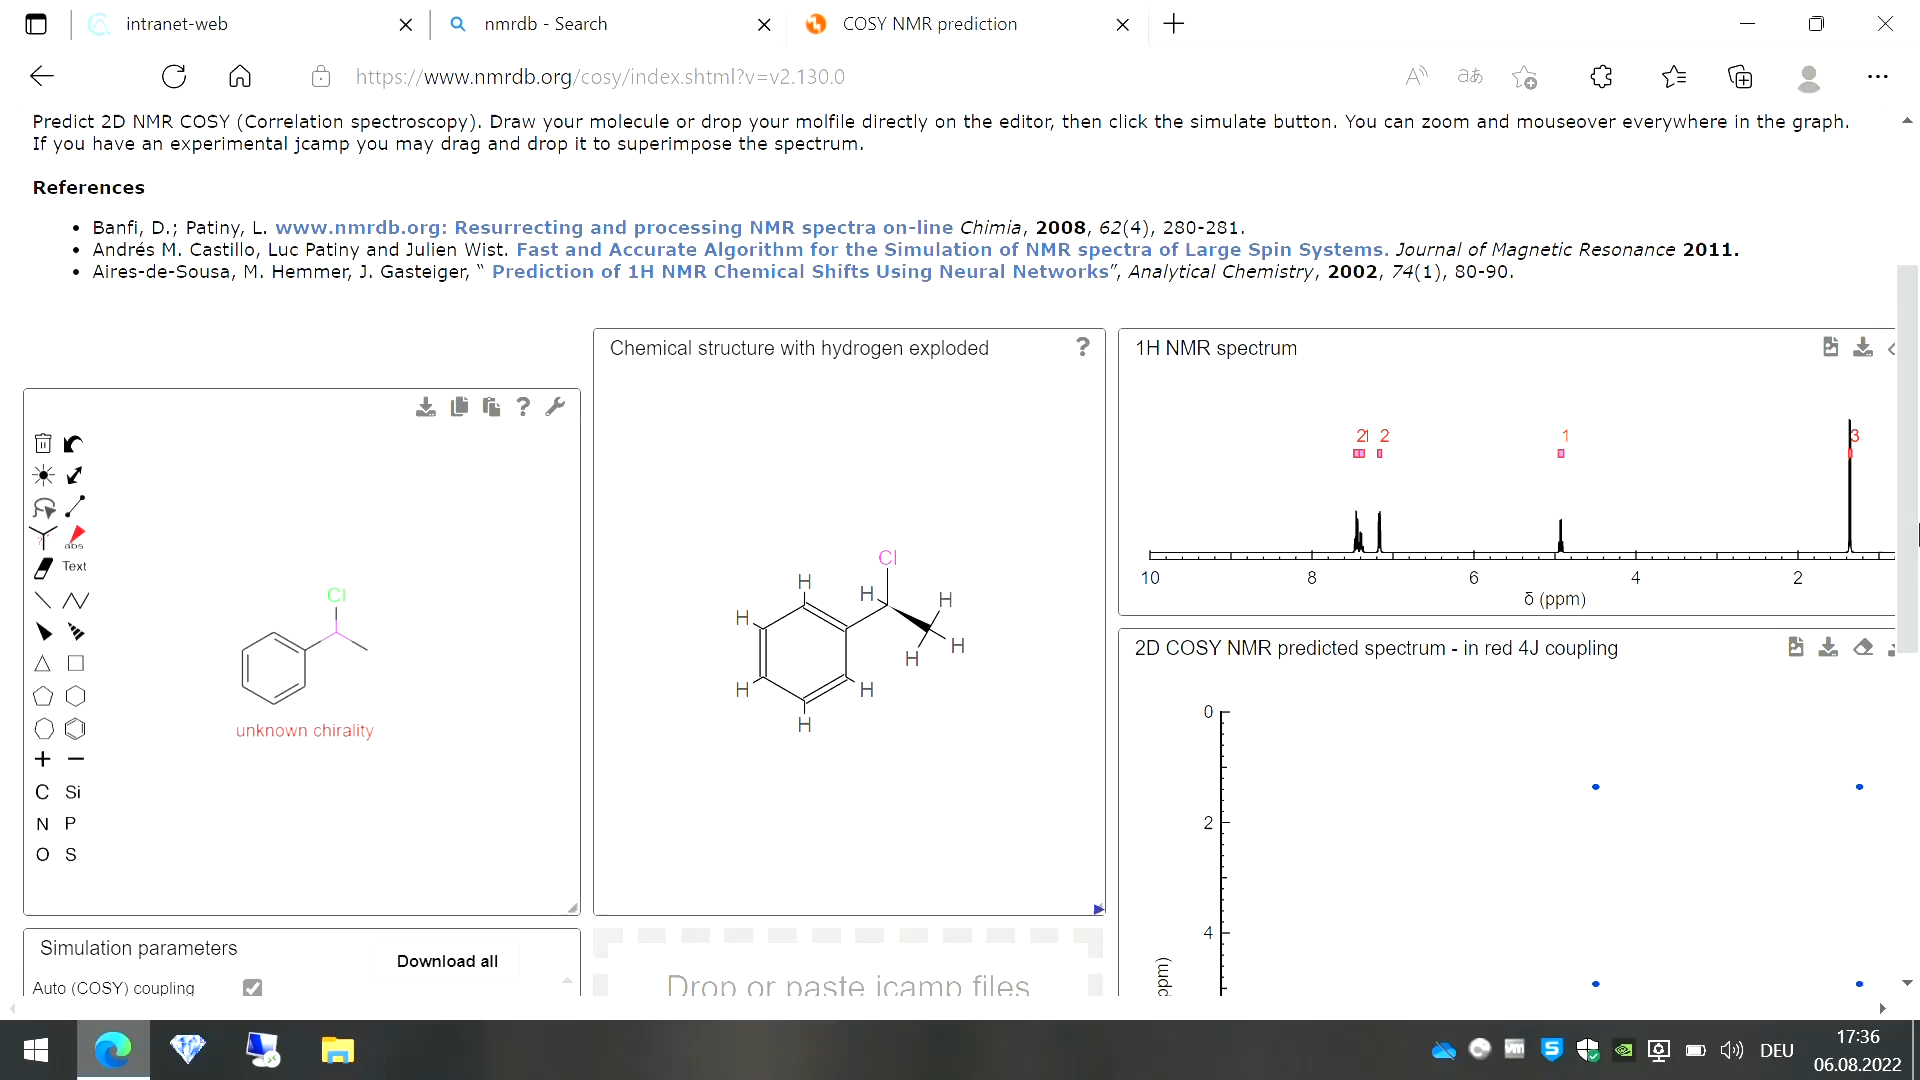 intranet-web
nmrdb - Search
COSY NMR prediction
https://www.nmrdb.org/cosy/index.shtml?v=v2.130.0
Predict 2D NMR COSY (Correlation spectroscopy). Draw your molecule or drop your molfile directly on the editor, then click the simulate button. You can zoom and mouseover everywhere in the graph.
If you have an experimental jcamp you may drag and drop it to superimpose the spectrum.
References
• Banfi, D.; Patiny, L. www.nmrdb.org: Resurrecting and processing NMR spectra on-line Chimia, 2008, 62(4), 280-281.
• Andrés M. Castillo, Luc Patiny and Julien Wist. Fast and Accurate Algorithm for the Simulation of NMR spectra of Large Spin Systems. Journal of Magnetic Resonance 2011.
• Aires-de-Sousa, M. Hemmer, J. Gasteiger, “ Prediction of 1H NMR Chemical Shifts Using Neural Networks”, Analytical Chemistry, 2002, 74(1), 80-90.
?
abs
Text
+ −
C Si
N P
O S
Cl
unknown chirality
Simulation parameters
Download all
Auto (COSY) coupling
Chemical structure with hydrogen exploded
?
Cl
H H H
H H
H
H H
H
Drop or paste jcamp files
1H NMR spectrum
21 2 1 3
10 8 6 4 2
δ (ppm)
2D COSY NMR predicted spectrum - in red 4J coupling
0
2
4
ppm)
DEU
17:36
06.08.2022